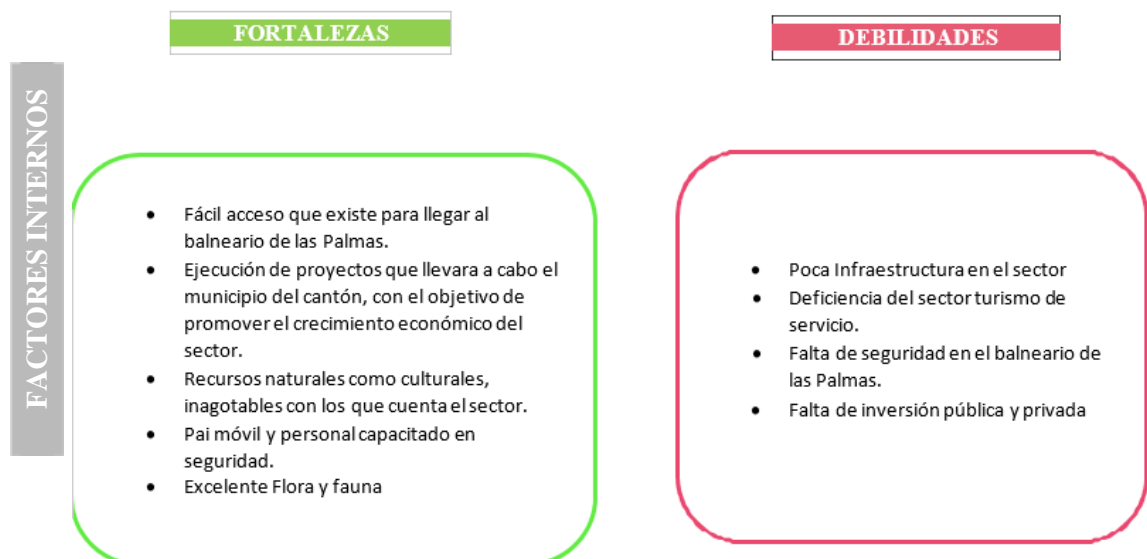 FORTALEZAS
DEBILIDADES
FACTORES INTERNOS
• Fácil acceso que existe para llegar al
balneario de las Palmas.
• Ejecución de proyectos que llevara a cabo el
municipio del cantón, con el objetivo de
promover el crecimiento económico del
sector.
• Recursos naturales como culturales,
inagotables con los que cuenta el sector.
• Pai móvil y personal capacitado en
seguridad.
• Excelente Flora y fauna
• Poca Infraestructura en el sector
• Deficiencia del sector turismo de
servicio.
• Falta de seguridad en el balneario de
las Palmas.
• Falta de inversión pública y privada